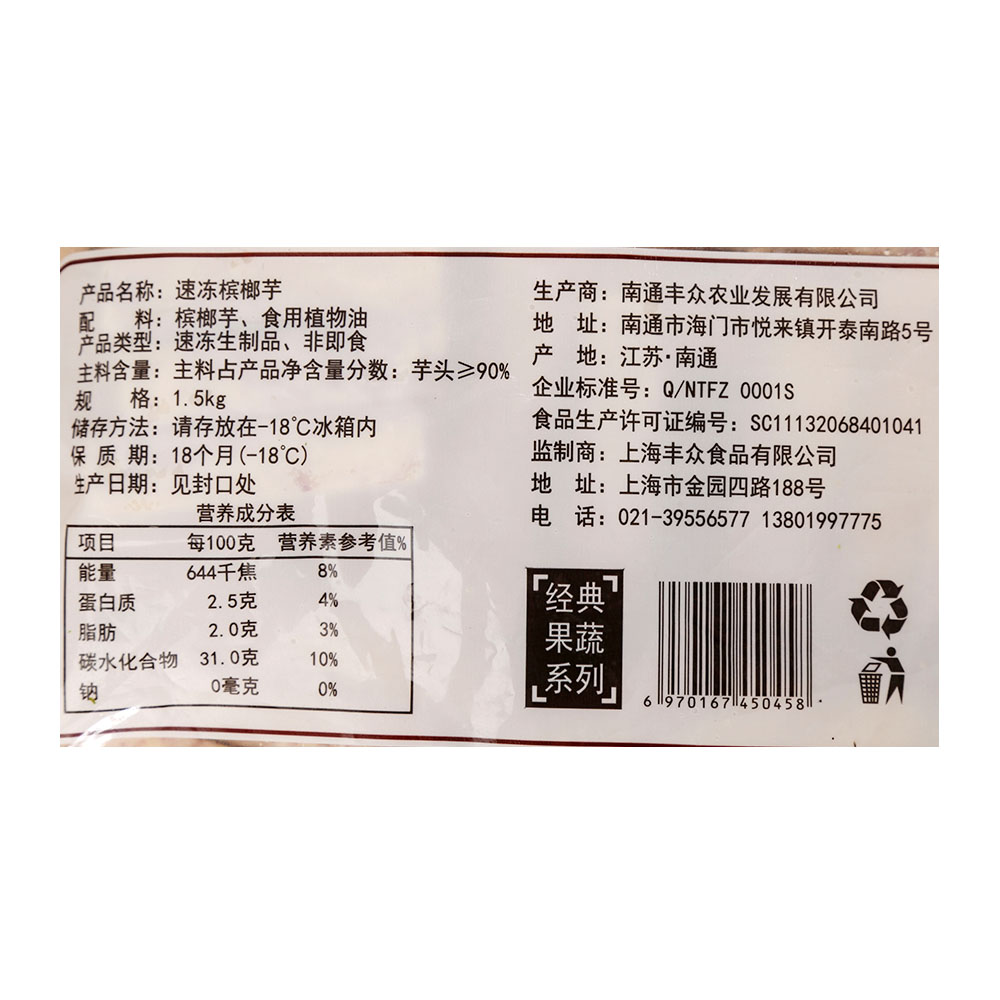 产品名称：速冻槟榔芋
配 料：槟榔芋、食用植物油
产品类型：速冻生制品、非即食
主料含量：主料占产品净含量分数：芋头≥90%
规 格：1.5kg
储存方法：请存放在-18℃冰箱内
保 质 期：18个月(-18℃)
生产日期：见封口处
营养成分表
项目 每100克 营养素参考值%
能量 644千焦 8%
蛋白质 2.5克 4%
脂肪 2.0克 3%
碳水化合物 31.0克 10%
钠 0毫克 0%
生产商：南通丰众农业发展有限公司
地 址：南通市海门市悦来镇开泰南路5号
产 地：江苏·南通
企业标准号：Q/NTFZ 0001S
食品生产许可证编号：SC11132068401041
监制商：上海丰众食品有限公司
地 址：上海市金园四路188号
电 话：021-39556577 13801997775
经典
果蔬
系列
6 970167 450458